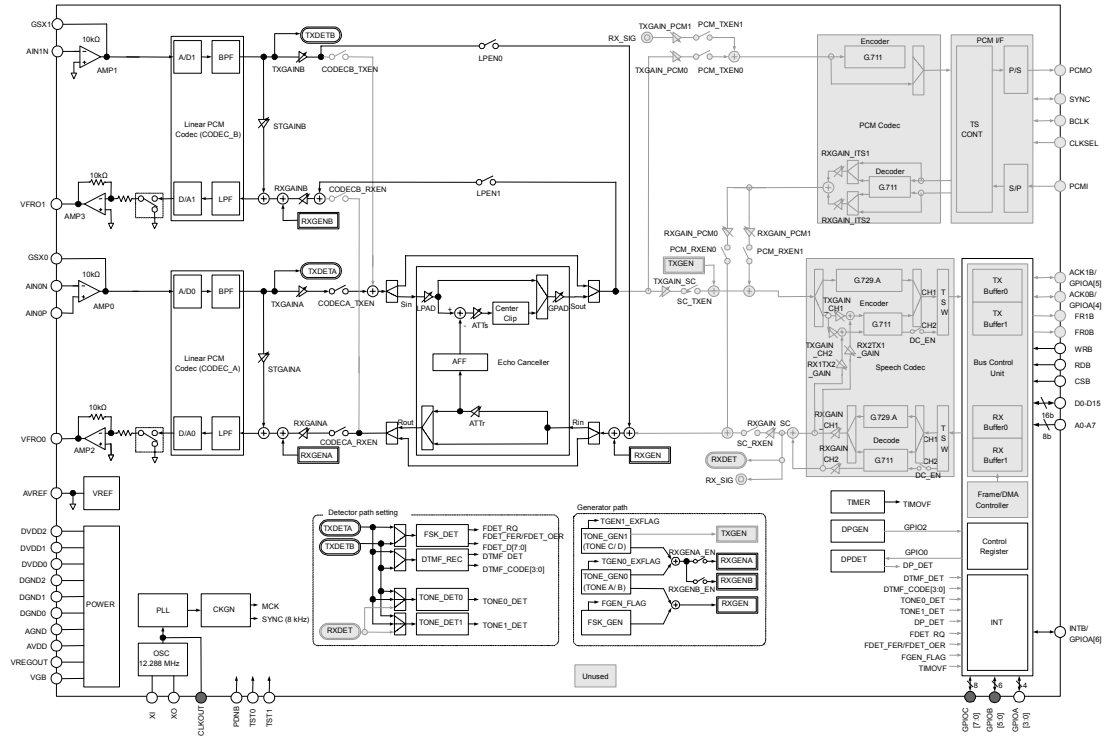 GSX1
AIN1N
10kΩ
AMP1
A/D1
BPF
TXDETB
TXGAINB
CODECB_TXEN
LPEN0
Linear PCM
Codec (CODEC_B)
STGAINB
10kΩ
VFRO1
AMP3
D/A1
LPF
RXGAINB
CODECB_RXEN
RXGENB
LPEN1
TXGAIN_PCM1
PCM_TXEN1
RX_SIG
TXGAIN_PCM0
PCM_TXEN0
Encoder
G.711
PCM Codec
RXGAIN_ITS1
Decoder
G.711
RXGAIN_ITS2
PCM I/F
P/S
TS
CONT
S/P
PCMO
SYNC
BCLK
CLKSEL
PCMI
GSX0
AIN0N
10kΩ
AIN0P
AMP0
A/D0
BPF
TXDETA
TXGAINA
CODECA_TXEN
Linear PCM
Codec (CODEC_A)
STGAINA
10kΩ
VFRO0
AMP2
D/A0
LPF
RXGAINA
CODECA_RXEN
RXGENA
Sin
LPAD
+
-
ATTs
Center
Clip
GPAD
Sout
AFF
Echo Canceller
Rout
ATTr
Rin
RXGEN
RXGAIN_PCM0
RXGAIN_PCM1
PCM_RXEN0
PCM_RXEN1
TXGEN
TXGAIN_SC
SC_TXEN
G.729.A
TXGAIN
_CH1
Encoder
G.711
CH1
CH2
T
S
W
TXGAIN
_CH2
RX2TX1
_GAIN
RX1TX2
_GAIN
DC_EN
Speech Codec
RXGAIN_SC
SC_RXEN
RXGAIN
_CH1
G.729.A
Decode
RXGAIN
_CH2
G.711
CH1
CH2
DC_EN
T
S
W
RXDET
RX_SIG
TX
Buffer0
TX
Buffer1
Bus Control
Unit
RX
Buffer0
RX
Buffer1
Frame/DMA
Controller
Control
Register
INT
ACK1B/
GPIOA[5]
ACK0B/
GPIOA[4]
FR1B
FR0B
WRB
RDB
CSB
D0-D15
16b
A0-A7
8b
INTB/
GPIOA[6]
AVREF
VREF
DVDD2
DVDD1
DVDD0
DGND2
DGND1
DGND0
AGND
AVDD
VREGOUT
VGB
POWER
PLL
CKGN
MCK
SYNC (8 kHz)
OSC
12.288 MHz
XI
XO
CLKOUT
PDNB
TST0
TST1
Detector path setting
TXDETA
TXDETB
RXDET
FSK_DET
FDET_RQ
FDET_FER/FDET_OER
FDET_D[7:0]
DTMF_REC
DTMF_DET
DTMF_CODE[3:0]
TONE_DET0
TONE0_DET
TONE_DET1
TONE1_DET
Generator path
TGEN1_EXFLAG
TONE_GEN1
(TONE C/ D)
TXGEN
TGEN0_EXFLAG
RXGENA_EN
RXGENA
TONE_GEN0
(TONE A/ B)
RXGENB_EN
RXGENB
FGEN_FLAG
FSK_GEN
RXGEN
Unused
TIMER
TIMOVF
DPGEN
GPIO2
DPDET
GPIO0
DP_DET
DTMF_DET
DTMF_CODE[3:0]
TONE0_DET
TONE1_DET
DP_DET
FDET_RQ
FDET_FER/FDET_OER
FGEN_FLAG
TIMOVF
8
6
4
GPIOC
[7:0]
GPIOB
[5:0]
GPIOA
[3:0]